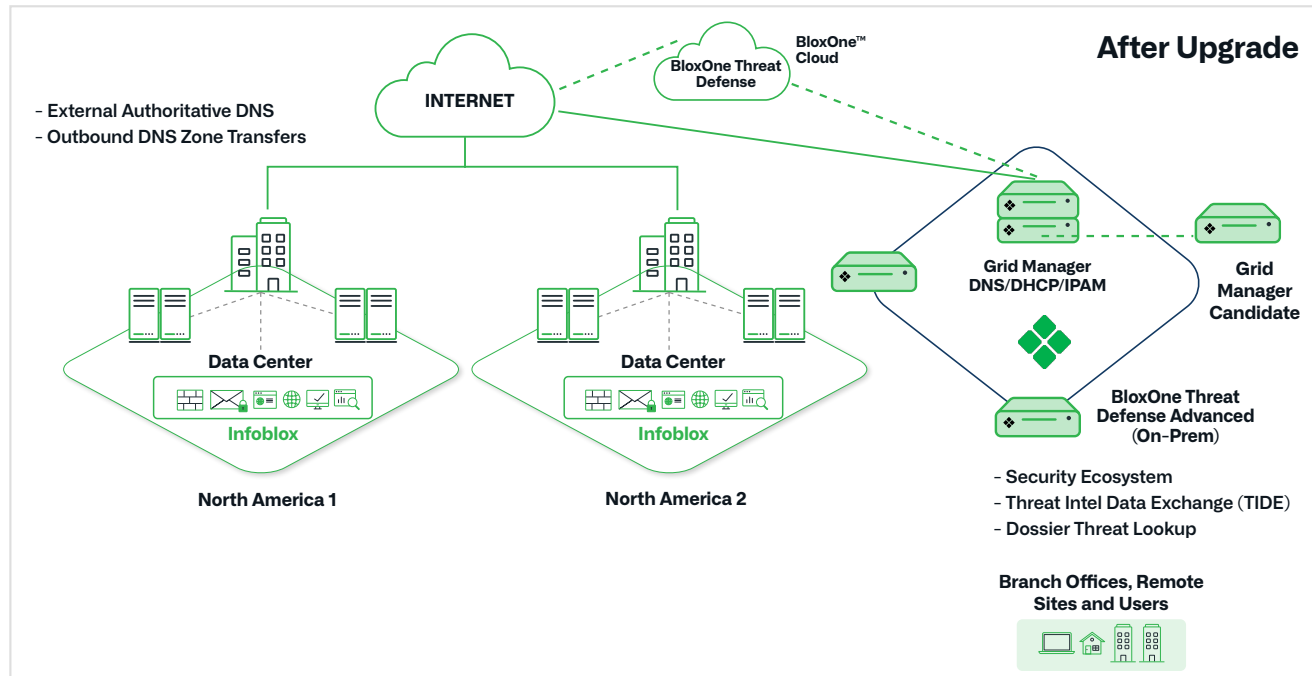 After Upgrade
BloxOne™
Cloud
BloxOne Threat
Defense
INTERNET
- External Authoritative DNS
- Outbound DNS Zone Transfers
Grid Manager
DNS/DHCP/IPAM
Grid
Manager
Candidate
Data Center
Infoblox
North America 1
Data Center
Infoblox
North America 2
BloxOne Threat
Defense Advanced
(On-Prem)
- Security Ecosystem
- Threat Intel Data Exchange (TIDE)
- Dossier Threat Lookup
Branch Offices, Remote
Sites and Users